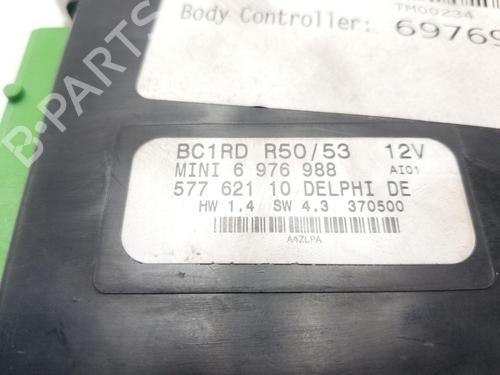 TM00234
Body Controller: 69769
BC1RD R50/53 12V
MINI 6 976 988 AI01
577 621 10 DELPHI DE
HW 1.4 SW 4.3 370500
A4ZLPA
B-PARTS